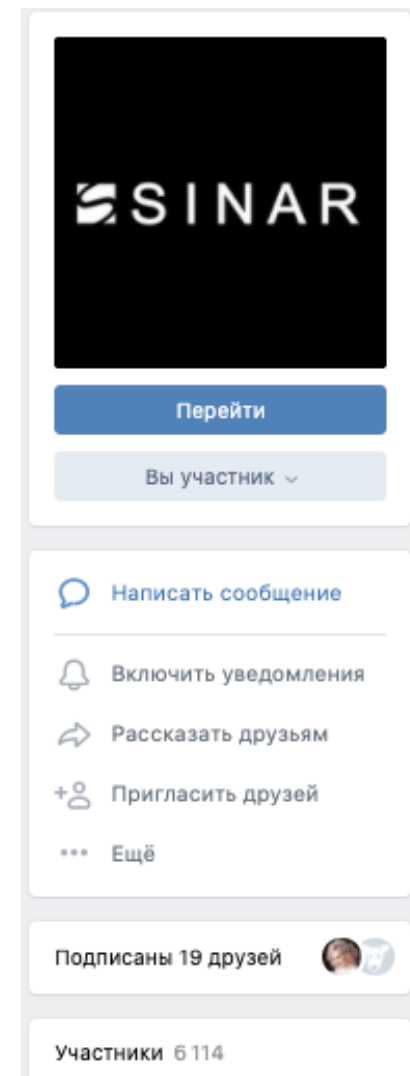 SINAR
Перейти
Вы участник
Написать сообщение
Включить уведомления
Рассказать друзьям
Пригласить друзей
Ещё
Подписаны 19 друзей
Участники 6 114